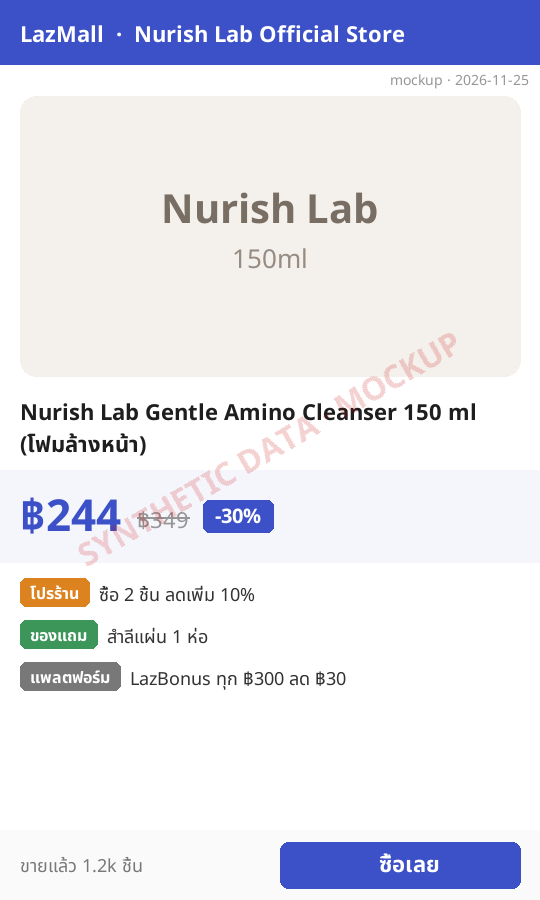 LazMall · Nurish Lab Official Store
mockup · 2026-11-25
Nurish Lab
150ml
Nurish Lab Gentle Amino Cleanser 150 ml
(โฟมล้างหน้า)
฿244 ฿349 -30%
โปรร้าน ซื้อ 2 ชิ้น ลดเพิ่ม 10%
ของแถม สำลีแผ่น 1 ห่อ
แพลตฟอร์ม LazBonus ทุก ฿300 ลด ฿30
SYNTHETIC DATA · MOCKUP
ขายแล้ว 1.2k ชิ้น ซื้อเลย